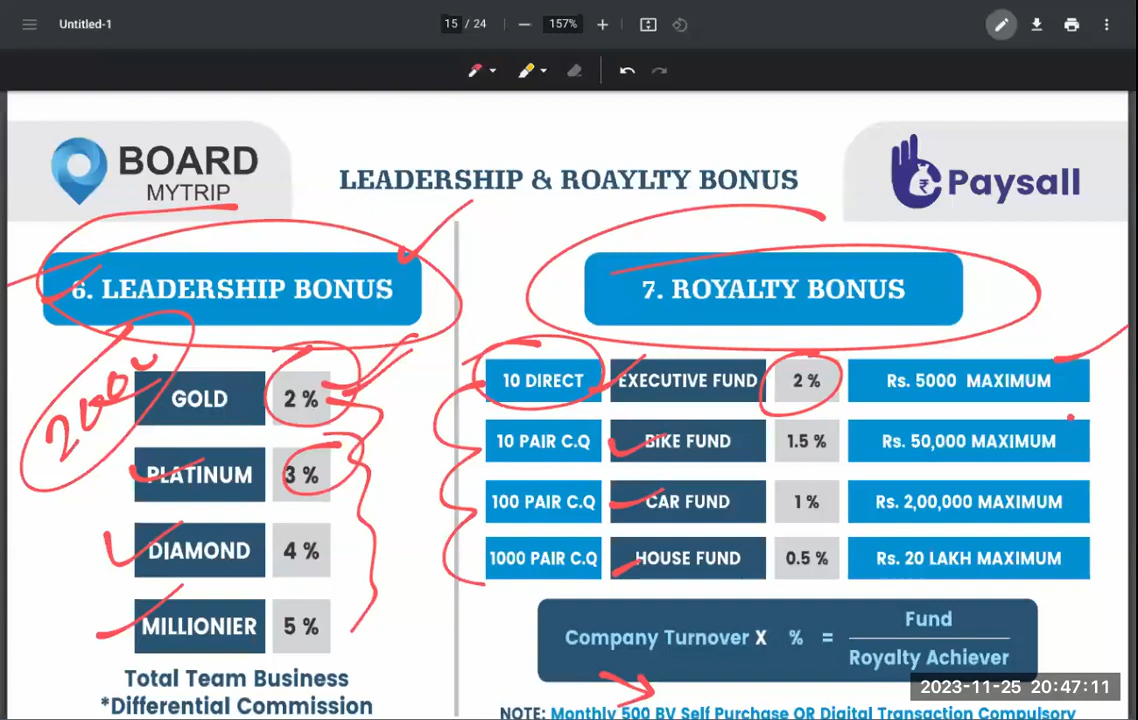 Untitled-1
15 / 24
157%
BOARD
MYTRIP
LEADERSHIP & ROAYLTY BONUS
Paysall
6. LEADERSHIP BONUS
2000
GOLD 2 %
PLATINUM 3 %
DIAMOND 4 %
MILLIONIER 5 %
Total Team Business
*Differential Commission
7. ROYALTY BONUS
10 DIRECT EXECUTIVE FUND 2 % Rs. 5000 MAXIMUM
10 PAIR C.Q BIKE FUND 1.5 % Rs. 50,000 MAXIMUM
100 PAIR C.Q CAR FUND 1 % Rs. 2,00,000 MAXIMUM
1000 PAIR C.Q HOUSE FUND 0.5 % Rs. 20 LAKH MAXIMUM
Company Turnover X % = Fund
Royalty Achiever
2023-11-25 20:47:11
NOTE: Monthly 500 BV Self Purchase OR Digital Transaction Compulsory